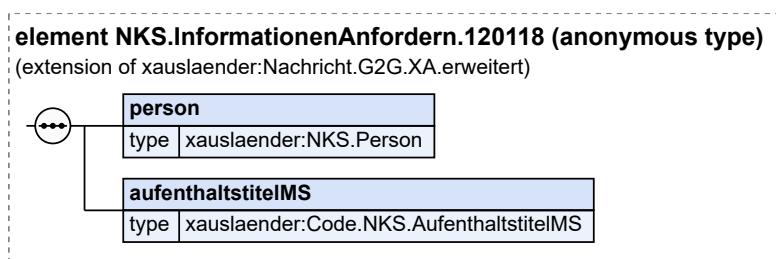 element NKS.InformationenAnfordern.120118 (anonymous type)
(extension of xauslaender:Nachricht.G2G.XA.erweitert)
person
type xauslaender:NKS.Person
aufenthaltstitelMS
type xauslaender:Code.NKS.AufenthaltstitelMS